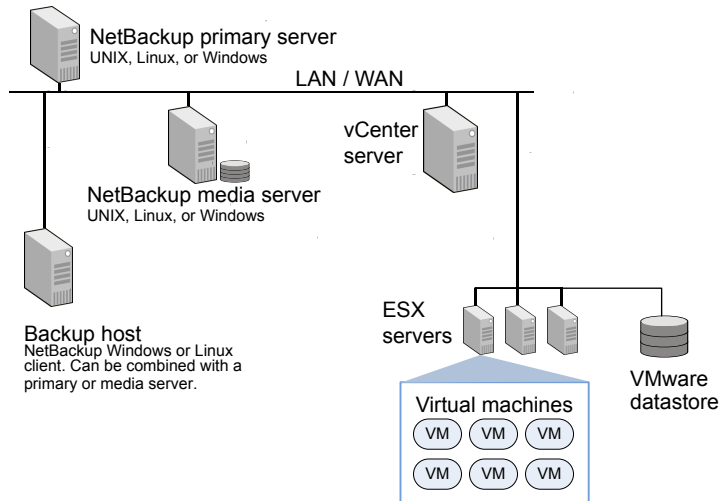 NetBackup primary server
UNIX, Linux, or Windows
LAN / WAN
vCenter
server
NetBackup media server
UNIX, Linux, or Windows
Backup host
NetBackup Windows or Linux
client. Can be combined with a
primary or media server.
ESX
servers
VMware
datastore
Virtual machines
VM VM VM
VM VM VM